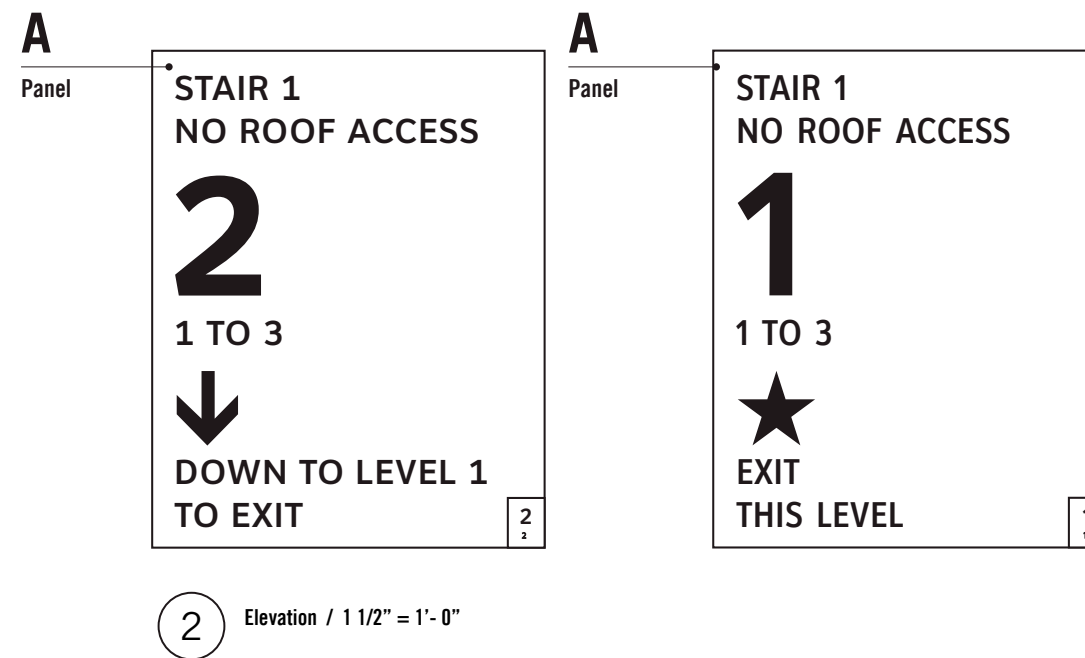 A
Panel
STAIR 1
NO ROOF ACCESS
2
1 TO 3
DOWN TO LEVEL 1
TO EXIT
2
2
A
Panel
STAIR 1
NO ROOF ACCESS
1
1 TO 3
EXIT
THIS LEVEL
2
Elevation / 1 1/2” = 1’- 0”